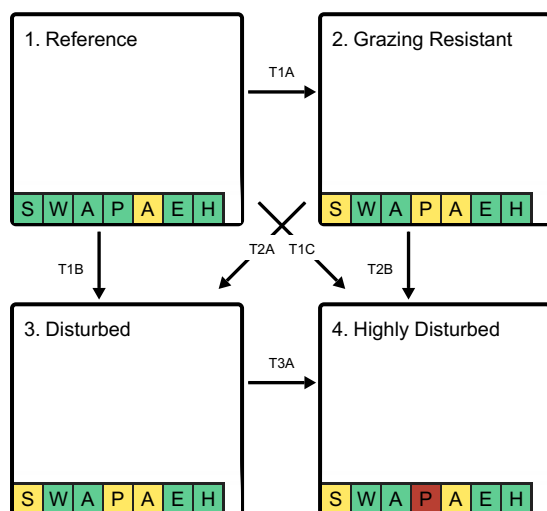 1. Reference
2. Grazing Resistant
T1A
S W A P A E H
S W A P A E H
T1B
T2A
T1C
T2B
3. Disturbed
4. Highly Disturbed
T3A
S W A P A E H
S W A P A E H